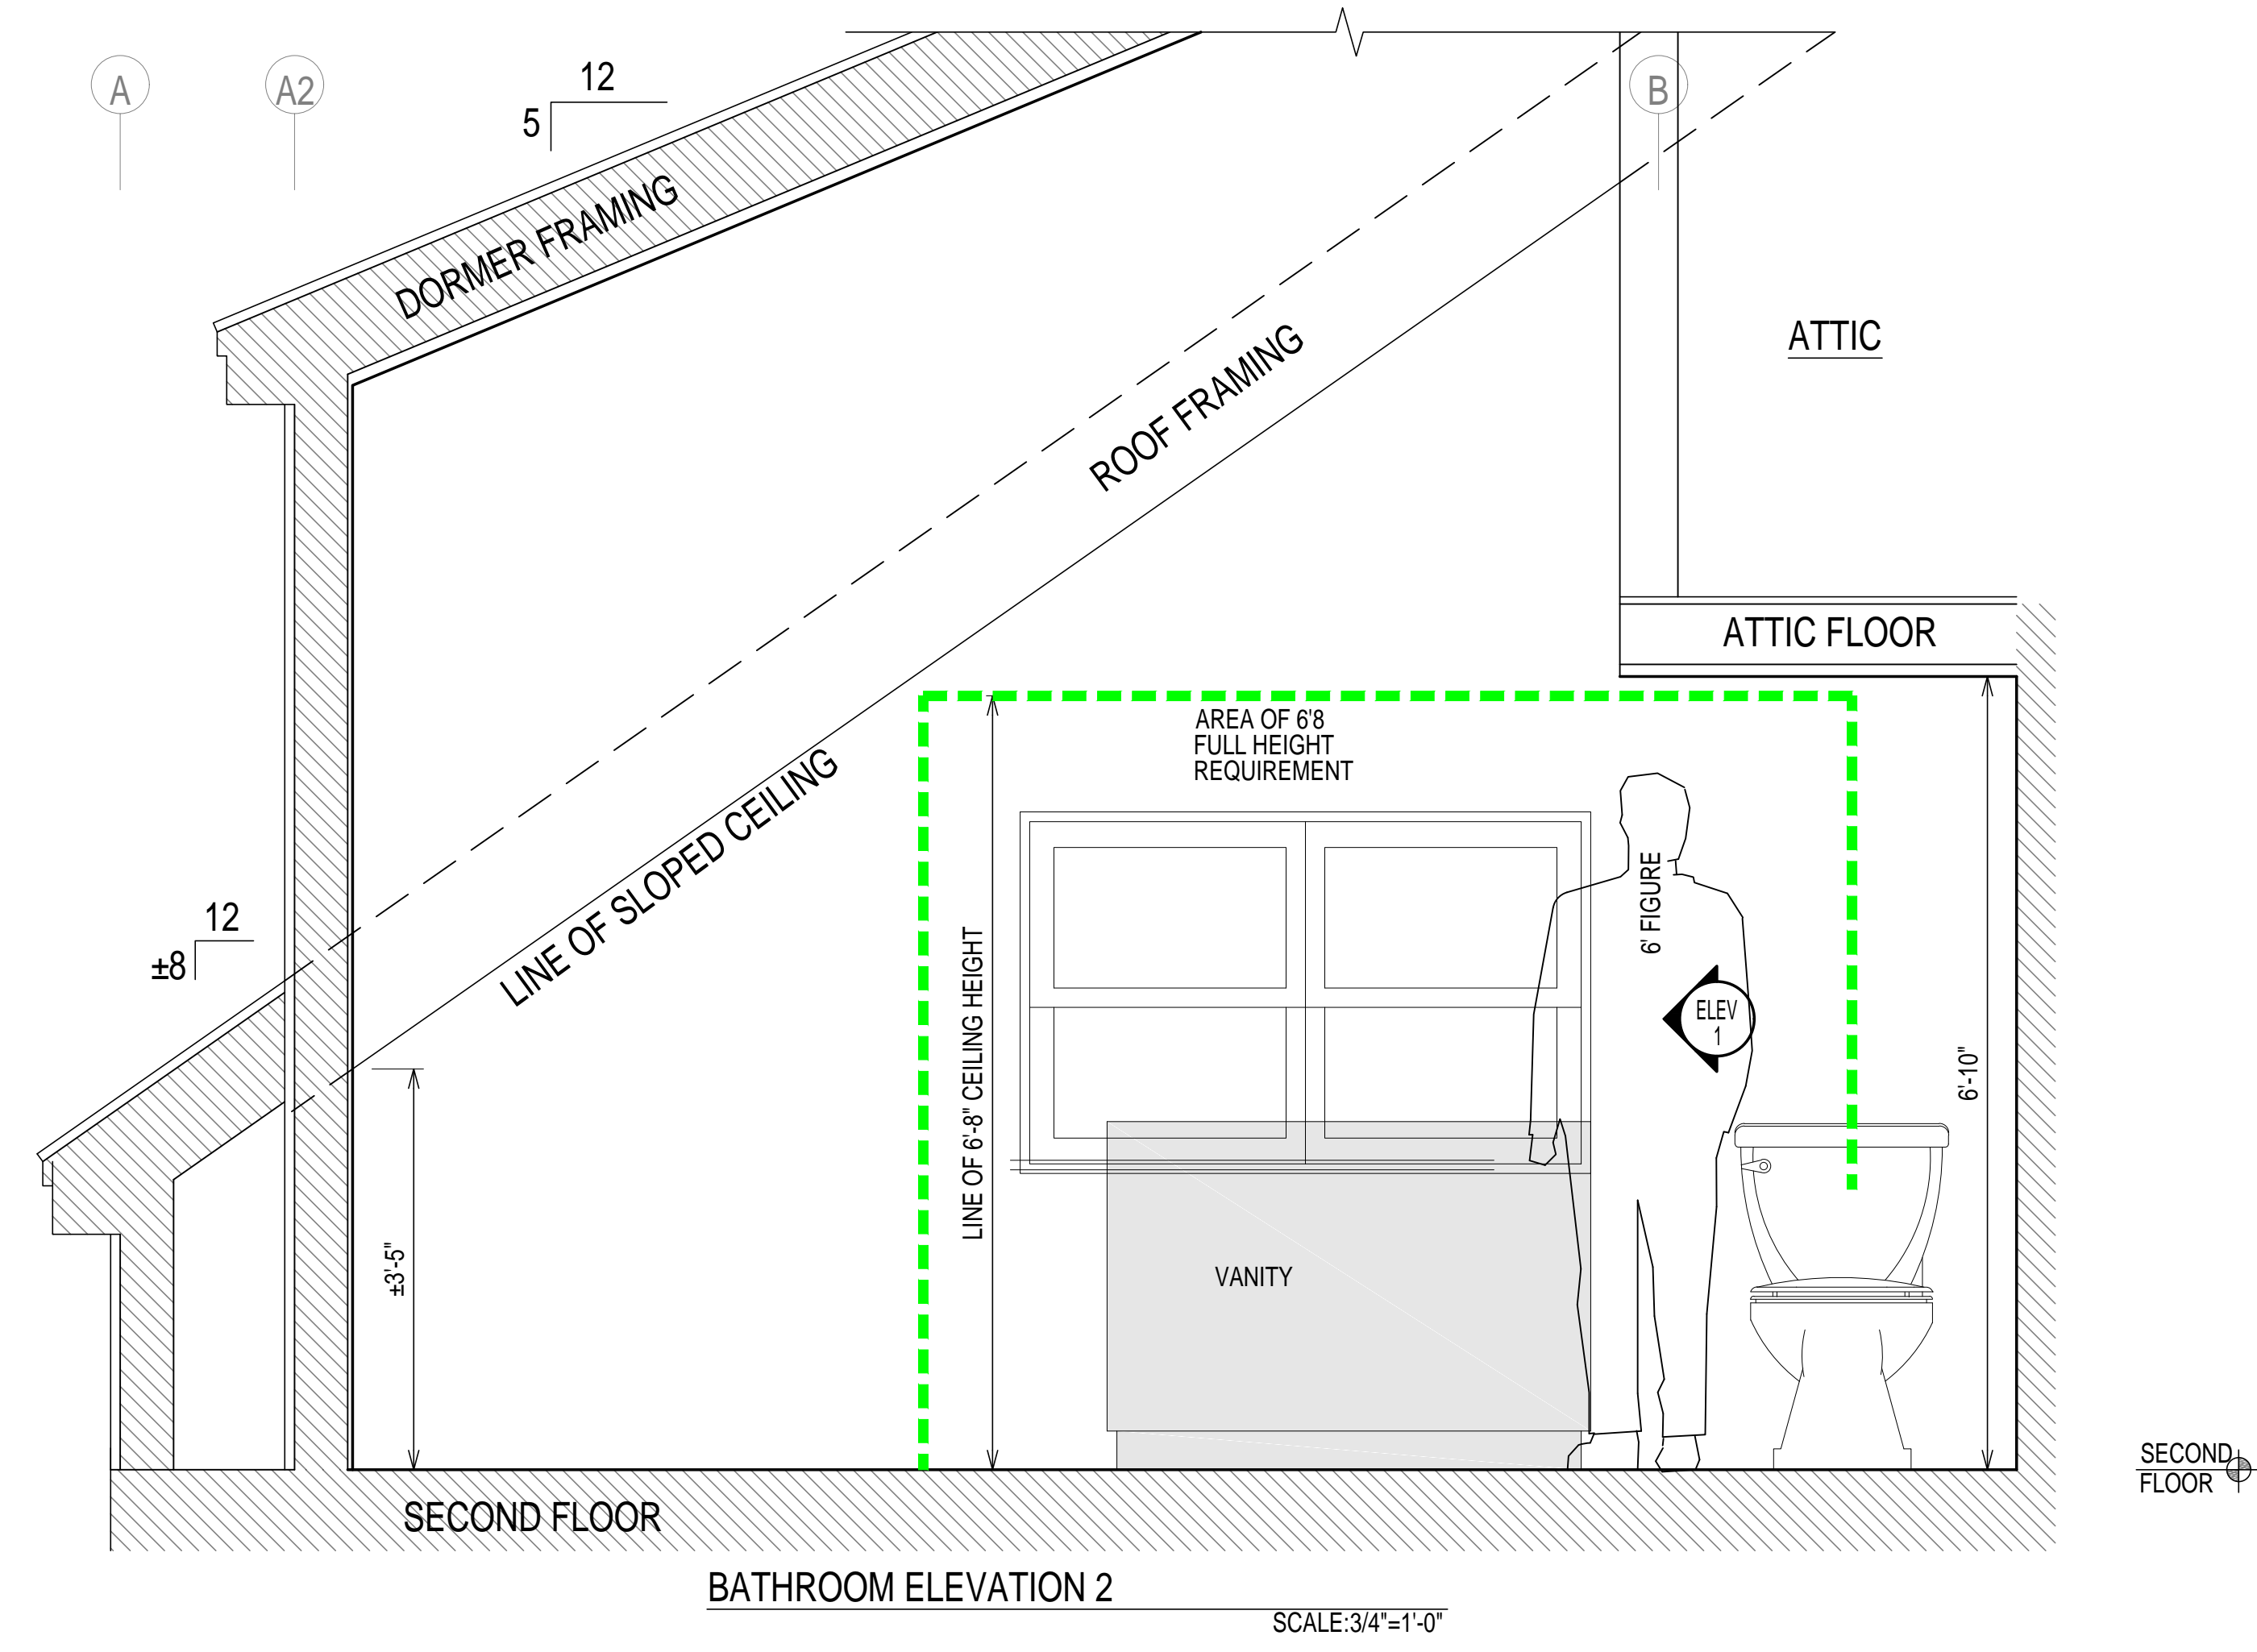 A
A2
12
5
B
DORMER FRAMING
ATTIC
ROOF FRAMING
ATTIC FLOOR
AREA OF 6'8
FULL HEIGHT
REQUIREMENT
LINE OF SLOPED CEILING
6' FIGURE
12
±8
LINE OF 6'-8" CEILING HEIGHT
ELEV
1
6'-10"
±3'-5"
VANITY
SECOND
FLOOR
SECOND FLOOR
BATHROOM ELEVATION 2
SCALE:3/4"=1'-0"